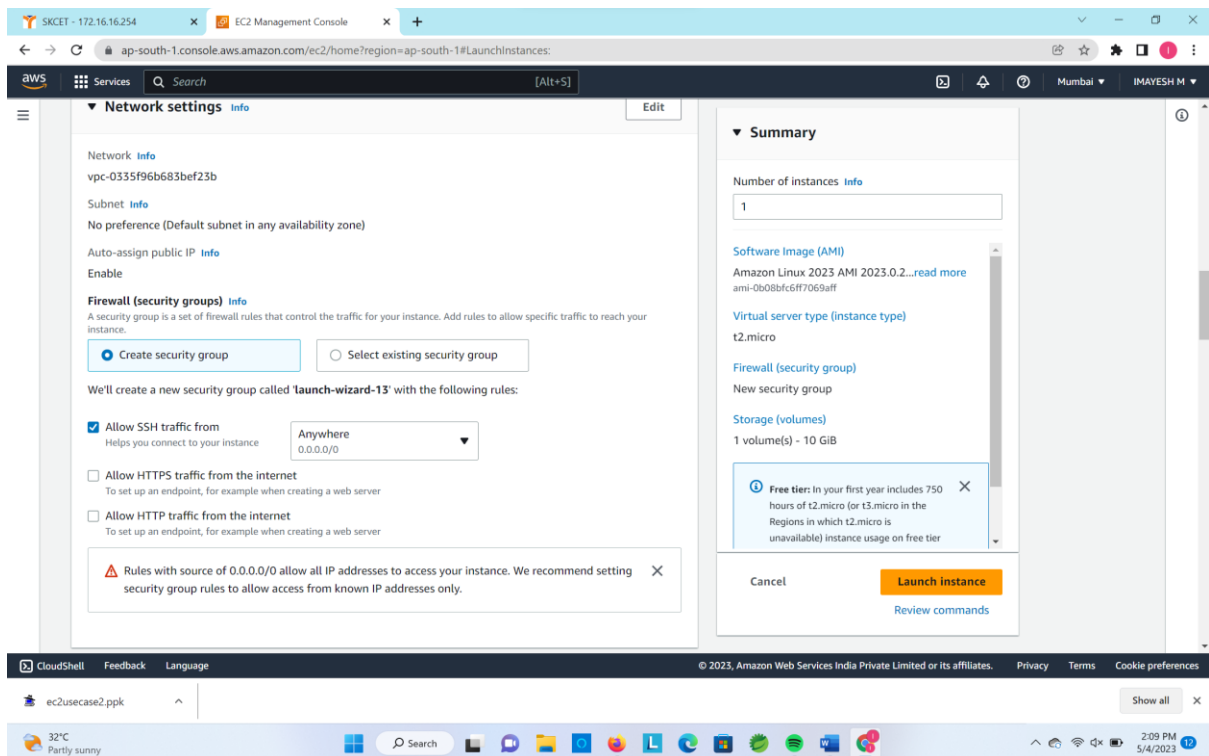 SKCET - 172.16.16.254
EC2 Management Console
ap-south-1.console.aws.amazon.com/ec2/home?region=ap-south-1#LaunchInstances:
aws
Services
Search
[Alt+S]
Mumbai
IMAYESH M
Network settings Info
Edit
Network Info
vpc-0335f96b683bef23b
Subnet Info
No preference (Default subnet in any availability zone)
Auto-assign public IP Info
Enable
Firewall (security groups) Info
A security group is a set of firewall rules that control the traffic for your instance. Add rules to allow specific traffic to reach your
instance.
Create security group
Select existing security group
We'll create a new security group called 'launch-wizard-13' with the following rules:
Allow SSH traffic from
Helps you connect to your instance
Anywhere
0.0.0.0/0
Allow HTTPS traffic from the internet
To set up an endpoint, for example when creating a web server
Allow HTTP traffic from the internet
To set up an endpoint, for example when creating a web server
Rules with source of 0.0.0.0/0 allow all IP addresses to access your instance. We recommend setting
security group rules to allow access from known IP addresses only.
Summary
Number of instances Info
1
Software Image (AMI)
Amazon Linux 2023 AMI 2023.0.2...read more
ami-0b08bfc6ff7069aff
Virtual server type (instance type)
t2.micro
Firewall (security group)
New security group
Storage (volumes)
1 volume(s) - 10 GiB
Free tier: In your first year includes 750
hours of t2.micro (or t3.micro in the
Regions in which t2.micro is
unavailable) instance usage on free tier
Cancel
Launch instance
Review commands
CloudShell
Feedback
Language
© 2023, Amazon Web Services India Private Limited or its affiliates.
Privacy
Terms
Cookie preferences
ec2usecase2.ppk
Show all
32°C
Partly sunny
Search
L
2:09 PM
5/4/2023
12